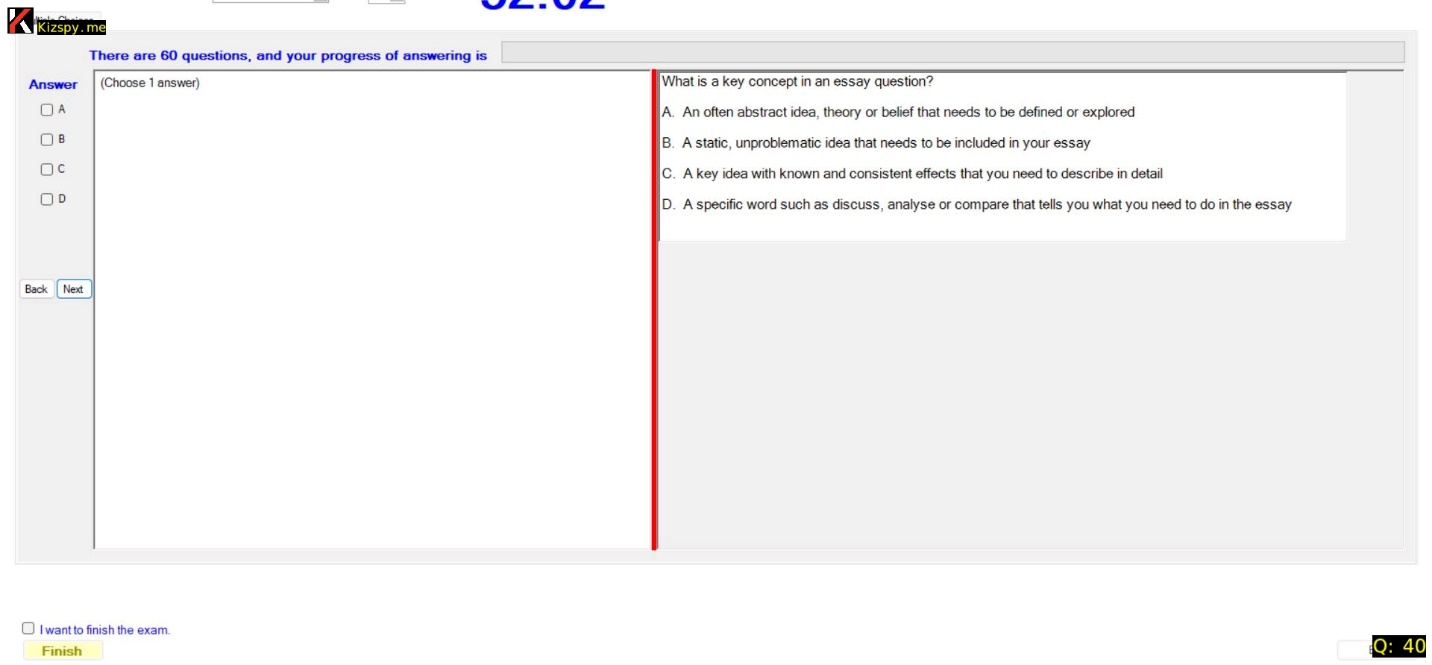 Kizspy.me
There are 60 questions, and your progress of answering is
Answer
(Choose 1 answer)
A
B
C
D
Back Next
What is a key concept in an essay question?
A. An often abstract idea, theory or belief that needs to be defined or explored
B. A static, unproblematic idea that needs to be included in your essay
C. A key idea with known and consistent effects that you need to describe in detail
D. A specific word such as discuss, analyse or compare that tells you what you need to do in the essay
I want to finish the exam.
Finish
Q: 40